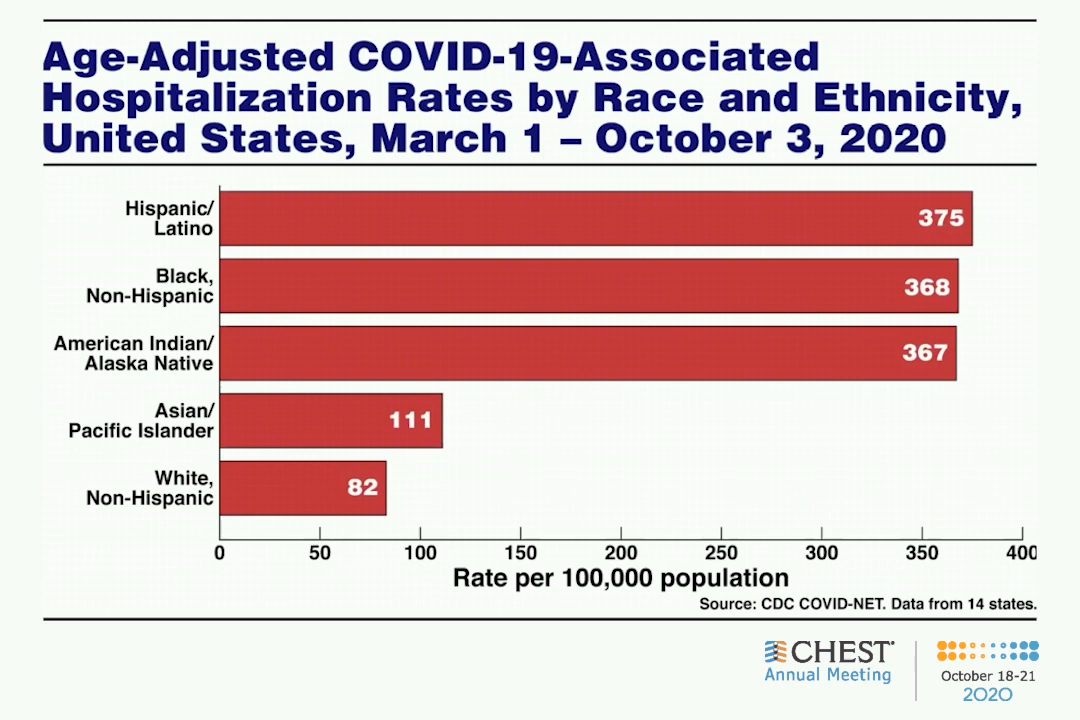 Age-Adjusted COVID-19-Associated
Hospitalization Rates by Race and Ethnicity,
United States, March 1 – October 3, 2020
Hispanic/
Latino
375
Black,
Non-Hispanic
368
American Indian/
Alaska Native
367
Asian/
Pacific Islander
111
White,
Non-Hispanic
82
0 50 100 150 200 250 300 350 400
Rate per 100,000 population
Source: CDC COVID-NET. Data from 14 states.
CHEST
Annual Meeting
October 18-21
2020